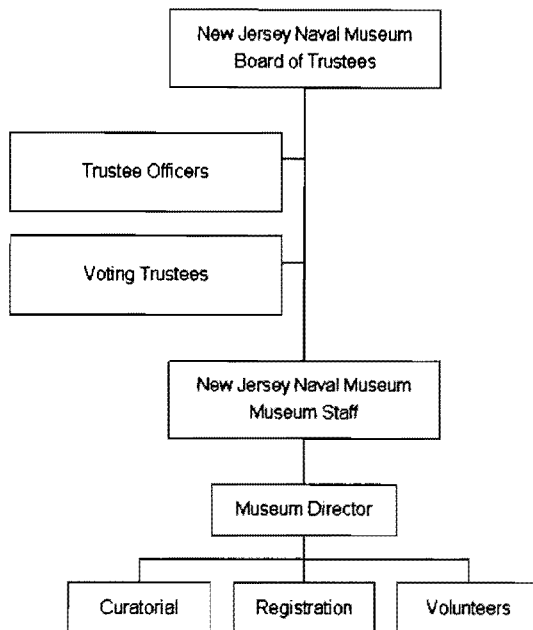 New Jersey Naval Museum
Board of Trustees
Trustee Officers
Voting Trustees
New Jersey Naval Museum
Museum Staff
Museum Director
Curatorial
Registration
Volunteers